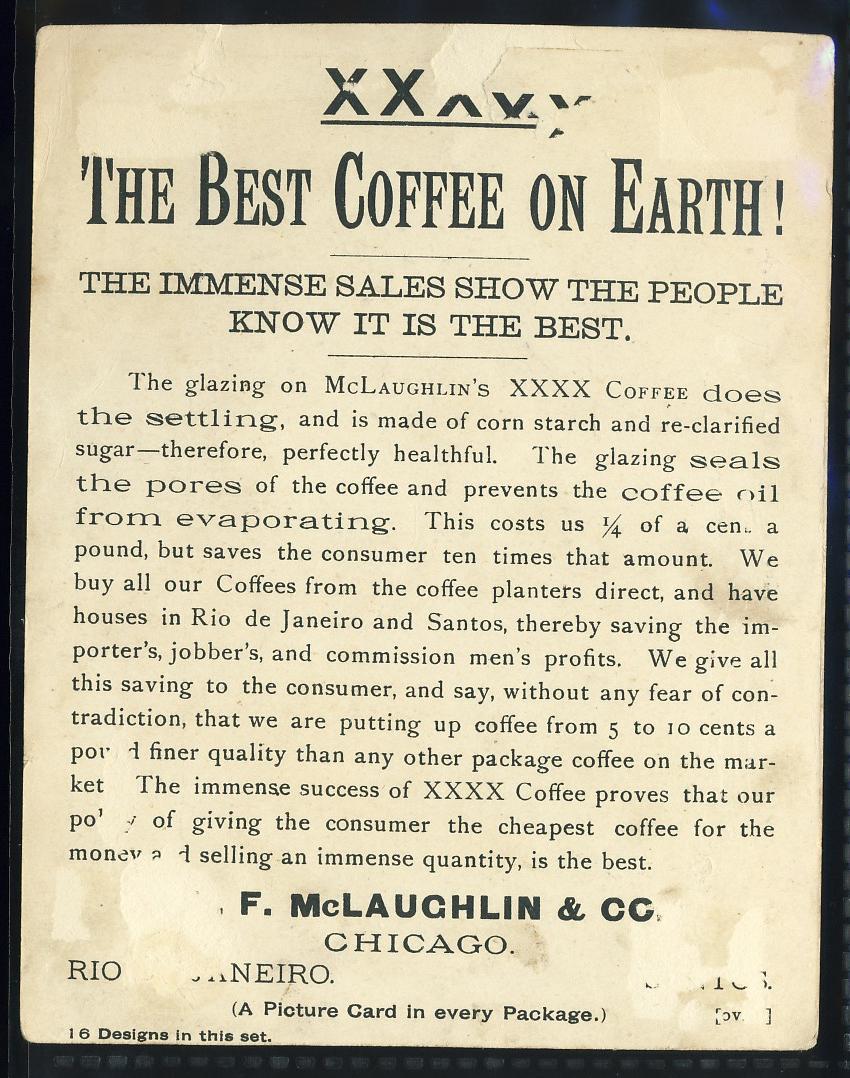 THE BEST COFFEE ON EARTH!
THE IMMENSE SALES SHOW THE PEOPLE
KNOW IT IS THE BEST.
The glazing on McLAUGHLIN'S XXXX COFFEE does
the settling, and is made of corn starch and re-clarified
sugar—therefore, perfectly healthful. The glazing seals
the pores of the coffee and prevents the coffee oil
from evaporating. This costs us ¼ of a cent a
pound, but saves the consumer ten times that amount. We
buy all our Coffees from the coffee planters direct, and have
houses in Rio de Janeiro and Santos, thereby saving the im-
porter's, jobber's, and commission men's profits. We give all
this saving to the consumer, and say, without any fear of con-
tradiction, that we are putting up coffee from 5 to 10 cents a
finer quality than any other package coffee on the mar-
ket The immense success of XXXX Coffee proves that our
of giving the consumer the cheapest coffee for the
money a d selling an immense quantity, is the best.
F. McLAUGHLIN & CO.
CHICAGO.
RIO ANEIRO.
(A Picture Card in every Package.)
16 Designs in this set.